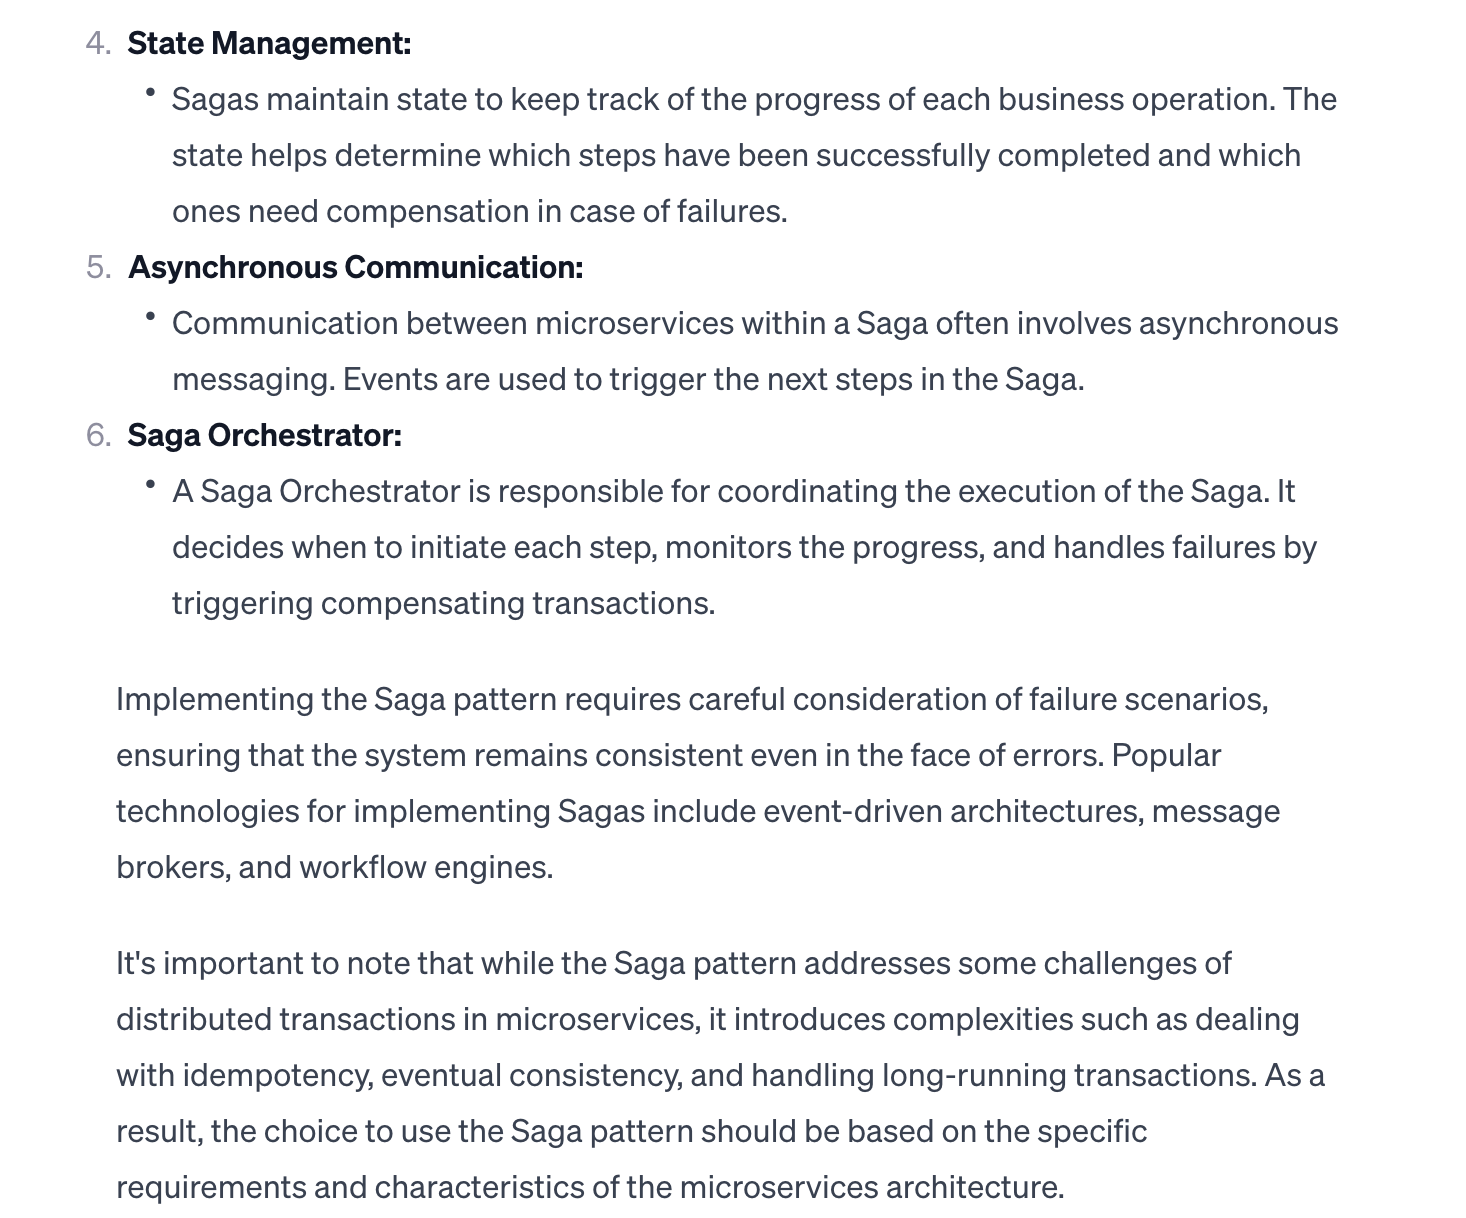 4. State Management:
• Sagas maintain state to keep track of the progress of each business operation. The
state helps determine which steps have been successfully completed and which
ones need compensation in case of failures.
5. Asynchronous Communication:
• Communication between microservices within a Saga often involves asynchronous
messaging. Events are used to trigger the next steps in the Saga.
6. Saga Orchestrator:
• A Saga Orchestrator is responsible for coordinating the execution of the Saga. It
decides when to initiate each step, monitors the progress, and handles failures by
triggering compensating transactions.
Implementing the Saga pattern requires careful consideration of failure scenarios,
ensuring that the system remains consistent even in the face of errors. Popular
technologies for implementing Sagas include event-driven architectures, message
brokers, and workflow engines.
It's important to note that while the Saga pattern addresses some challenges of
distributed transactions in microservices, it introduces complexities such as dealing
with idempotency, eventual consistency, and handling long-running transactions. As a
result, the choice to use the Saga pattern should be based on the specific
requirements and characteristics of the microservices architecture.